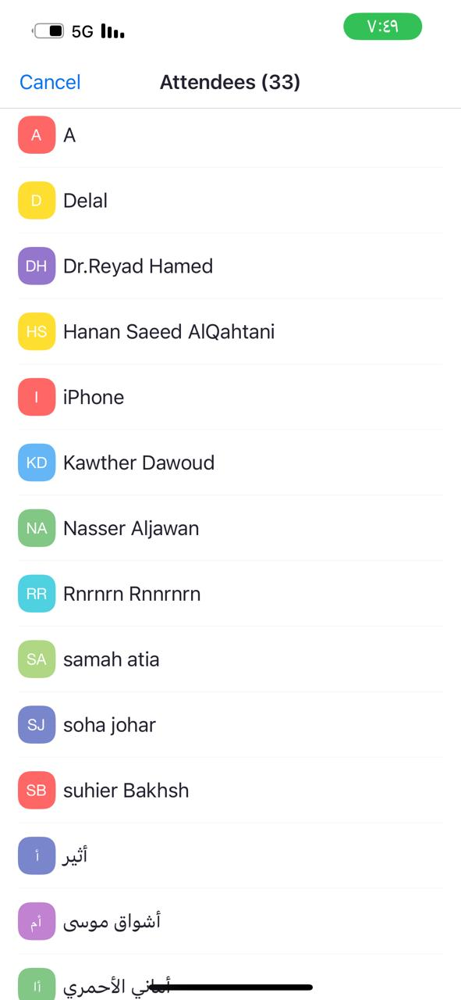 5G
٧:٤٩
Cancel
Attendees (33)
A A
D Delal
DH Dr.Reyad Hamed
HS Hanan Saeed AlQahtani
I iPhone
KD Kawther Dawoud
NA Nasser Aljawan
RR Rnrnrn Rnnrnrn
SA samah atia
SJ soha johar
SB suhier Bakhsh
أ أثير
أم أشواق موسى
أا أماني الأحمري